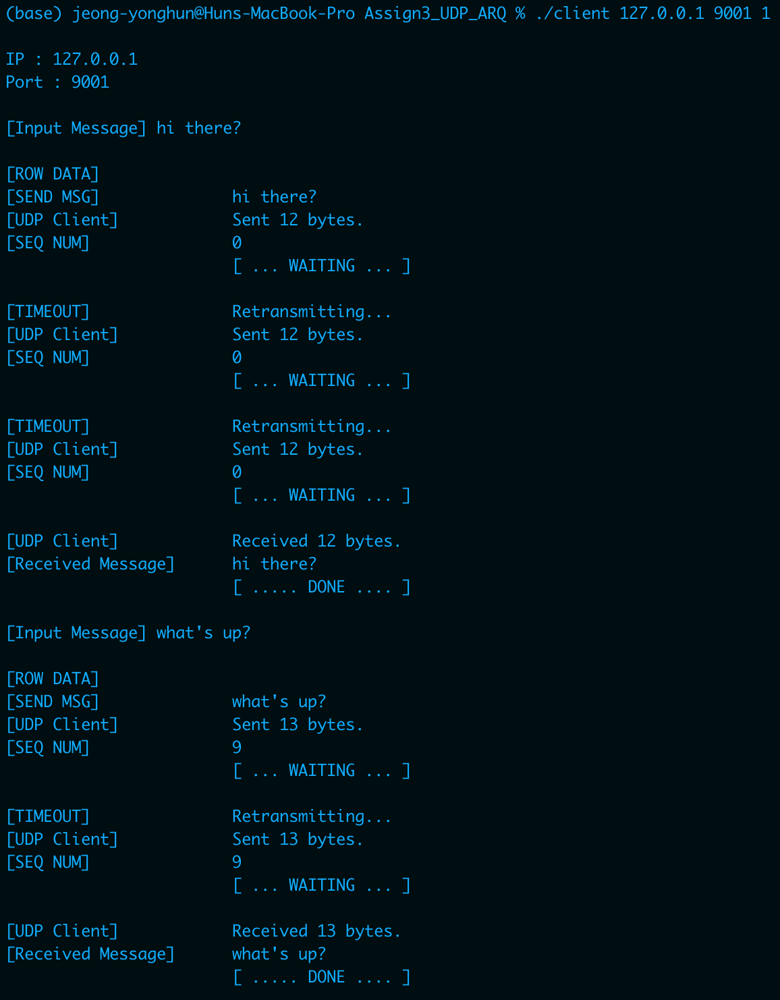 (base) jeong-yonghun@Huns-MacBook-Pro Assign3_UDP_ARQ % ./client 127.0.0.1 9001 1
IP : 127.0.0.1
Port : 9001
[Input Message] hi there?
[ROW DATA]
[SEND MSG] hi there?
[UDP Client] Sent 12 bytes.
[SEQ NUM] 0
[ ... WAITING ... ]
[TIMEOUT] Retransmitting...
[UDP Client] Sent 12 bytes.
[SEQ NUM] 0
[ ... WAITING ... ]
[TIMEOUT] Retransmitting...
[UDP Client] Sent 12 bytes.
[SEQ NUM] 0
[ ... WAITING ... ]
[UDP Client] Received 12 bytes.
[Received Message] hi there?
[ ..... DONE .... ]
[Input Message] what's up?
[ROW DATA]
[SEND MSG] what's up?
[UDP Client] Sent 13 bytes.
[SEQ NUM] 9
[ ... WAITING ... ]
[TIMEOUT] Retransmitting...
[UDP Client] Sent 13 bytes.
[SEQ NUM] 9
[ ... WAITING ... ]
[UDP Client] Received 13 bytes.
[Received Message] what's up?
[ ..... DONE .... ]